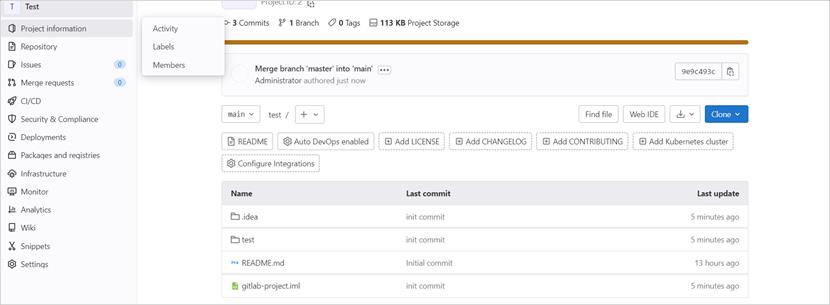 T Test
Project ID: 2
3 Commits 1 Branch 0 Tags 113 KB Project Storage
Project information
Repository
Issues 0
Merge requests 0
CI/CD
Security & Compliance
Deployments
Packages and registries
Infrastructure
Monitor
Analytics
Wiki
Snippets
Settings
Activity
Labels
Members
Merge branch 'master' into 'main'
Administrator authored just now
9e9c493c
main test / +
Find file Web IDE Clone
README Auto DevOps enabled Add LICENSE Add CHANGELOG Add CONTRIBUTING Add Kubernetes cluster
Configure Integrations
Name Last commit Last update
.idea init commit 5 minutes ago
test init commit 5 minutes ago
README.md Initial commit 13 hours ago
gitlab-project.iml init commit 5 minutes ago